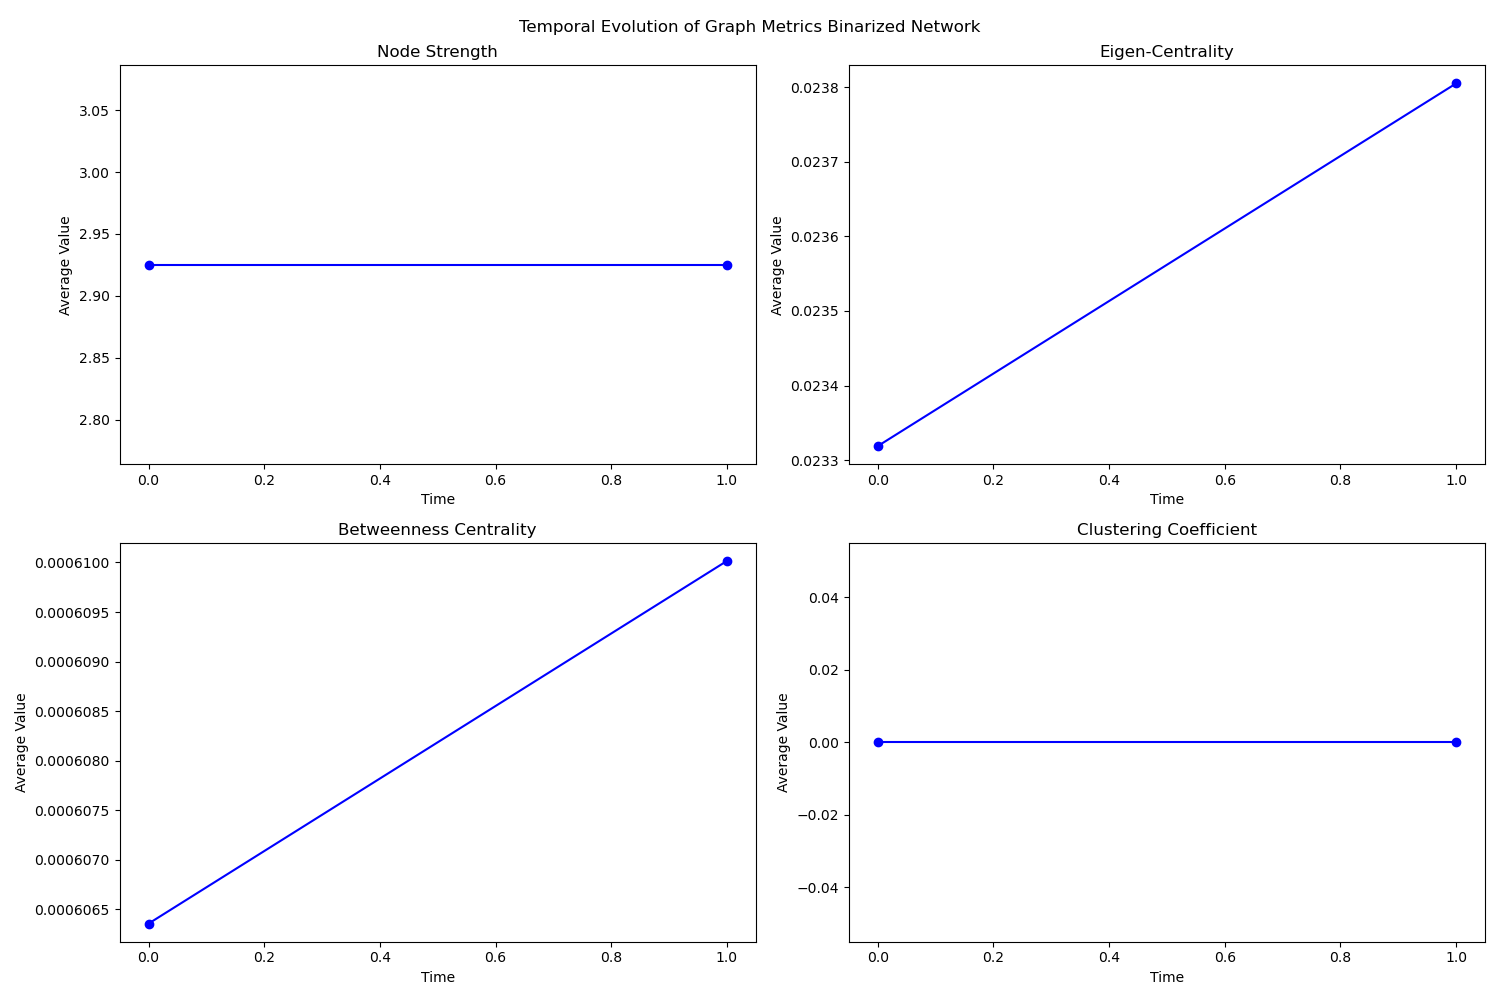 Temporal Evolution of Graph Metrics Binarized Network
Node Strength
3.05
3.00
2.95
2.90
2.85
2.80
Average Value
0.0 0.2 0.4 0.6 0.8 1.0
Time
Eigen-Centrality
0.0238
0.0237
0.0236
0.0235
0.0234
0.0233
Average Value
0.0 0.2 0.4 0.6 0.8 1.0
Time
Betweenness Centrality
0.0006100
0.0006095
0.0006090
0.0006085
0.0006080
0.0006075
0.0006070
0.0006065
Average Value
0.0 0.2 0.4 0.6 0.8 1.0
Time
Clustering Coefficient
0.04
0.02
0.00
−0.02
−0.04
Average Value
0.0 0.2 0.4 0.6 0.8 1.0
Time